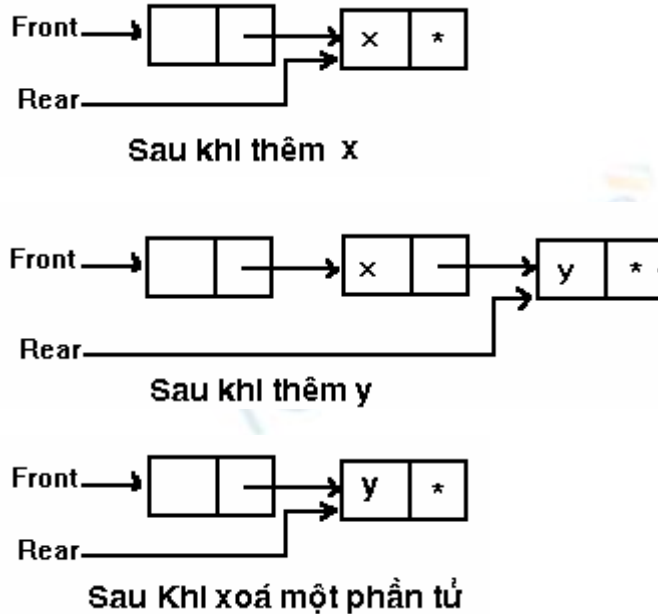 Front
x *
Rear
Sau khi thêm x
Front
x
y *
Rear
Sau khi thêm y
Front
y *
Rear
Sau Khi xoá một phần tử